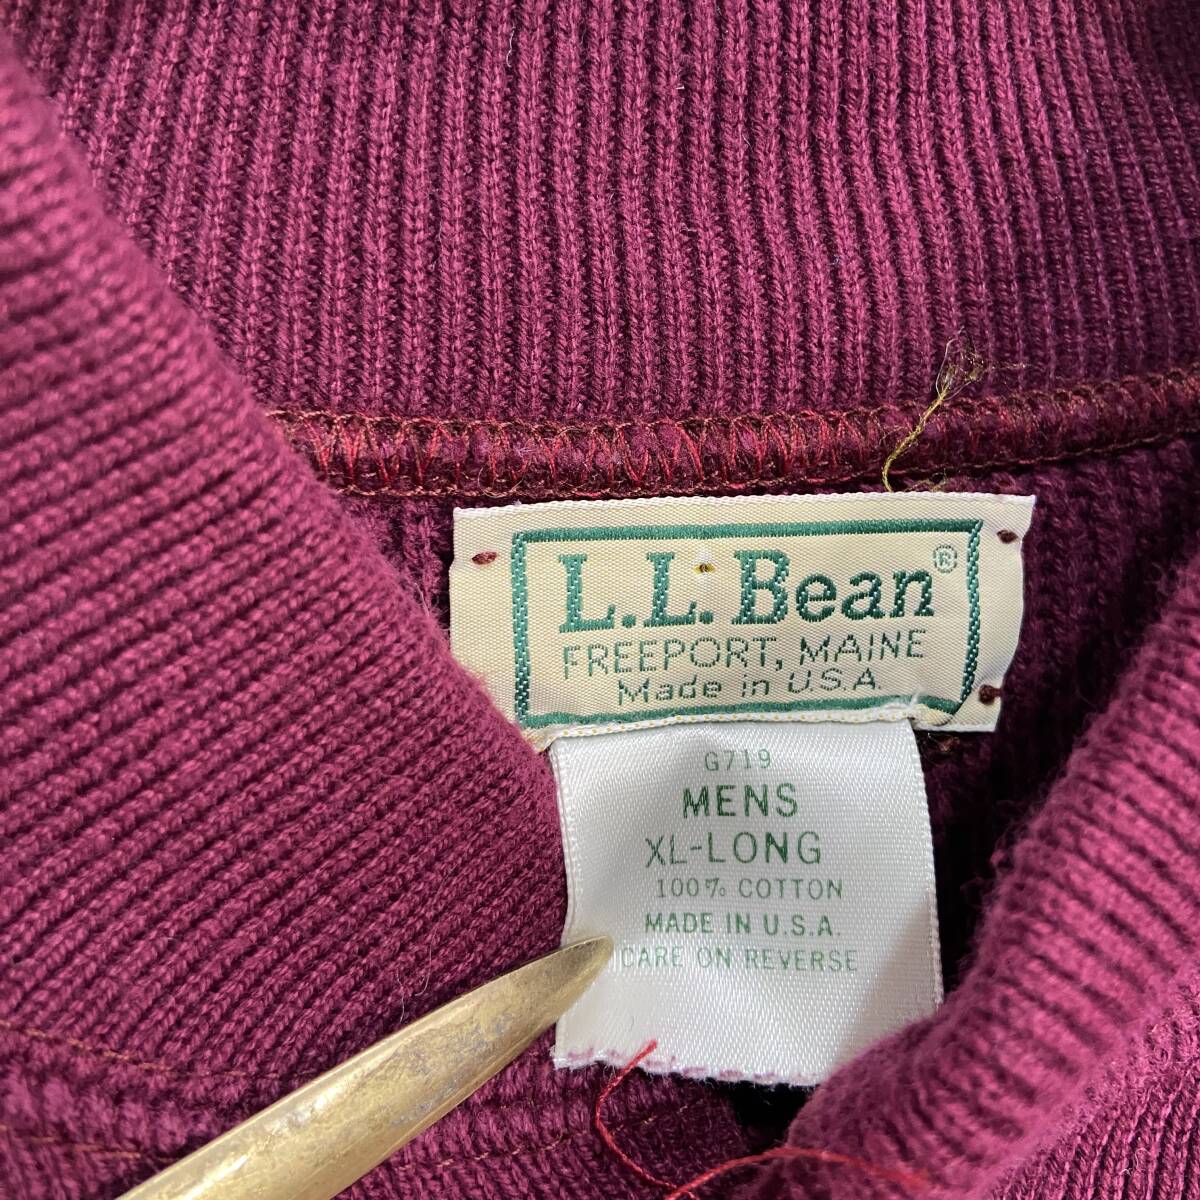 L.L.Bean®
FREEPORT, MAINE
Made in U.S.A.
G719
MENS
XL-LONG
100% COTTON
MADE IN U.S.A.
CARE ON REVERSE